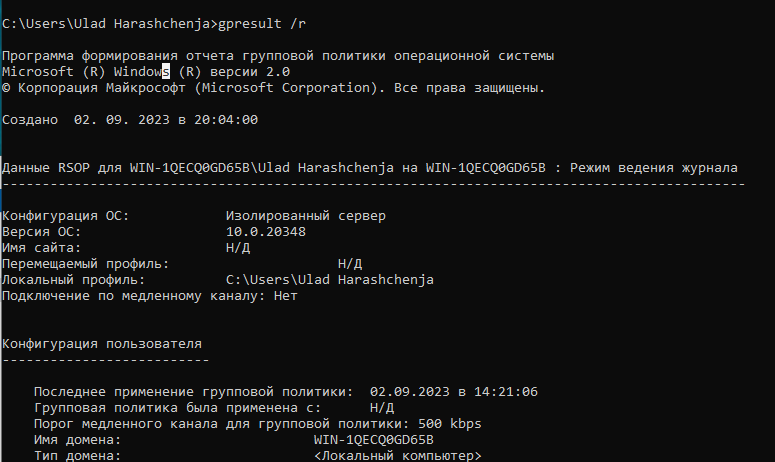 C:\Users\Ulad Harashchenja>gpresult /r
Программа формирования отчета групповой политики операционной системы
Microsoft (R) Windows (R) версии 2.0
© Корпорация Майкрософт (Microsoft Corporation). Все права защищены.
Создано  02. 09. 2023 в 20:04:00
Данные RSOP для WIN-1QECQ0GD65B\Ulad Harashchenja на WIN-1QECQ0GD65B : Режим ведения журнала
---------------------------------------------------------------------------------------------
Конфигурация ОС:            Изолированный сервер
Версия ОС:                  10.0.20348
Имя сайта:                  Н/Д
Перемещаемый профиль:                     Н/Д
Локальный профиль:          C:\Users\Ulad Harashchenja
Подключение по медленному каналу: Нет
Конфигурация пользователя
--------------------------
Последнее применение групповой политики:  02.09.2023 в 14:21:06
Групповая политика была применена с:      Н/Д
Порог медленного канала для групповой политики: 500 kbps
Имя домена:                        WIN-1QECQ0GD65B
Тип домена:                        <Локальный компьютер>